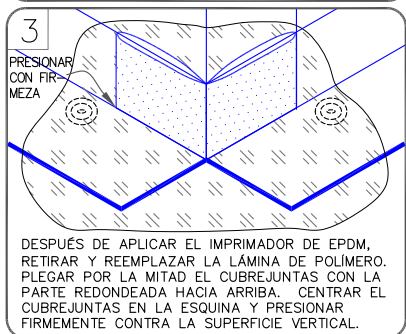 3
PRESIONAR
CON FIR-
MEZA
DESPUÉS DE APLICAR EL IMPRIMADOR DE EPDM,
RETIRAR Y REEMPLAZAR LA LÁMINA DE POLÍMERO.
PLEGAR POR LA MITAD EL CUBREJUNTAS CON LA
PARTE REDONDEADA HACIA ARRIBA. CENTRAR EL
CUBREJUNTAS EN LA ESQUINA Y PRESIONAR
FIRMEMENTE CONTRA LA SUPERFICIE VERTICAL.